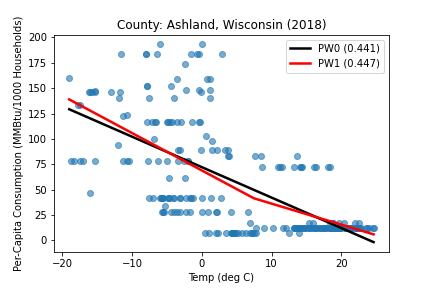 County: Ashland, Wisconsin (2018)
PW0 (0.441)
PW1 (0.447)
Per-Capita Consumption (MMBtu/1000 Households)
200
175
150
125
100
75
50
25
0
−20
−10
0
10
20
Temp (deg C)